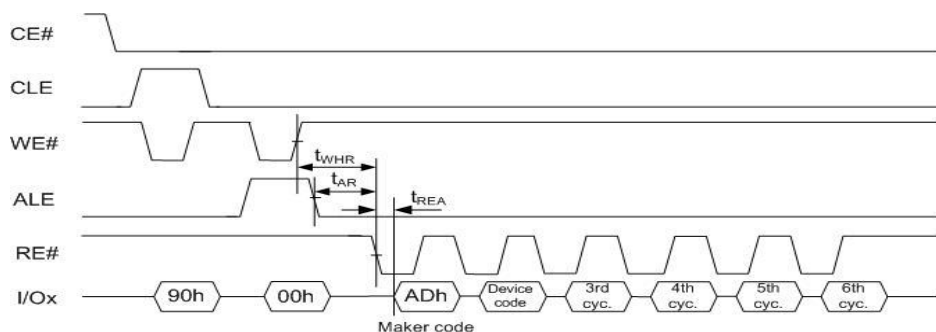 CE#
CLE
WE#
tWHR
ALE
tAR
tREA
RE#
I/Ox
90h
00h
ADh
Device
code
3rd
cyc.
4th
cyc.
5th
cyc.
6th
cyc.
Maker code